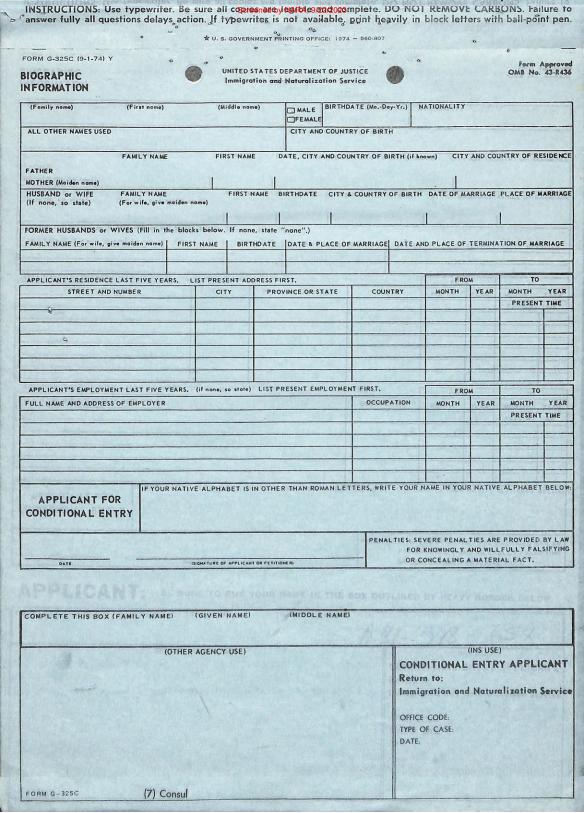 INSTRUCTIONS: Use typewriter. Be sure all copies are legible and complete. DO NOT REMOVE CARBONS. Failure to
answer fully all questions delays action. If typewriter is not available, print heavily in block letters with ball-point pen.
★ U. S. GOVERNMENT PRINTING OFFICE: 1974 — 560-807
FORM G-325C (9-1-74) Y
BIOGRAPHIC
INFORMATION
UNITED STATES DEPARTMENT OF JUSTICE
Immigration and Naturalization Service
Form Approved
OMB No. 43-R436
(Family name) (First name) (Middle name) MALE FEMALE BIRTHDATE (Mo.-Day-Yr.) NATIONALITY
ALL OTHER NAMES USED CITY AND COUNTRY OF BIRTH
FAMILY NAME FIRST NAME DATE, CITY AND COUNTRY OF BIRTH (if known) CITY AND COUNTRY OF RESIDENCE
FATHER
MOTHER (Maiden name)
HUSBAND or WIFE FAMILY NAME FIRST NAME BIRTHDATE CITY & COUNTRY OF BIRTH DATE OF MARRIAGE PLACE OF MARRIAGE
(If none, so state) (For wife, give maiden name)
FORMER HUSBANDS or WIVES (Fill in the blocks below. If none, state "none".)
FAMILY NAME (For wife, give maiden name) FIRST NAME BIRTHDATE DATE & PLACE OF MARRIAGE DATE AND PLACE OF TERMINATION OF MARRIAGE
APPLICANT'S RESIDENCE LAST FIVE YEARS. LIST PRESENT ADDRESS FIRST. FROM TO
STREET AND NUMBER CITY PROVINCE OR STATE COUNTRY MONTH YEAR MONTH YEAR
PRESENT TIME
APPLICANT'S EMPLOYMENT LAST FIVE YEARS. (if none, so state) LIST PRESENT EMPLOYMENT FIRST. FROM TO
FULL NAME AND ADDRESS OF EMPLOYER OCCUPATION MONTH YEAR MONTH YEAR
PRESENT TIME
APPLICANT FOR
CONDITIONAL ENTRY
IF YOUR NATIVE ALPHABET IS IN OTHER THAN ROMAN LETTERS, WRITE YOUR NAME IN YOUR NATIVE ALPHABET BELOW:
PENALTIES: SEVERE PENALTIES ARE PROVIDED BY LAW
FOR KNOWINGLY AND WILLFULLY FALSIFYING
OR CONCEALING A MATERIAL FACT.
DATE (SIGNATURE OF APPLICANT OR PETITIONER)
APPLICANT: BE SURE TO PUT YOUR NAME IN THE BOX OUTLINED BY HEAVY BORDER BELOW.
COMPLETE THIS BOX (FAMILY NAME) (GIVEN NAME) (MIDDLE NAME)
(OTHER AGENCY USE) (INS USE)
CONDITIONAL ENTRY APPLICANT
Return to:
Immigration and Naturalization Service
OFFICE CODE:
TYPE OF CASE:
DATE:
FORM G-325C (7) Consul